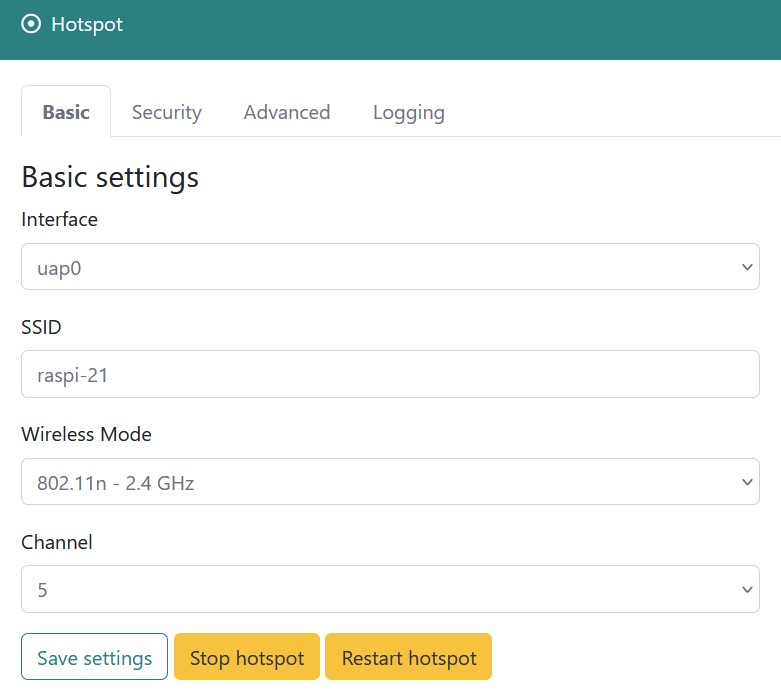 Hotspot
Basic Security Advanced Logging
Basic settings
Interface
uap0
SSID
raspi-21
Wireless Mode
802.11n - 2.4 GHz
Channel
5
Save settings Stop hotspot Restart hotspot